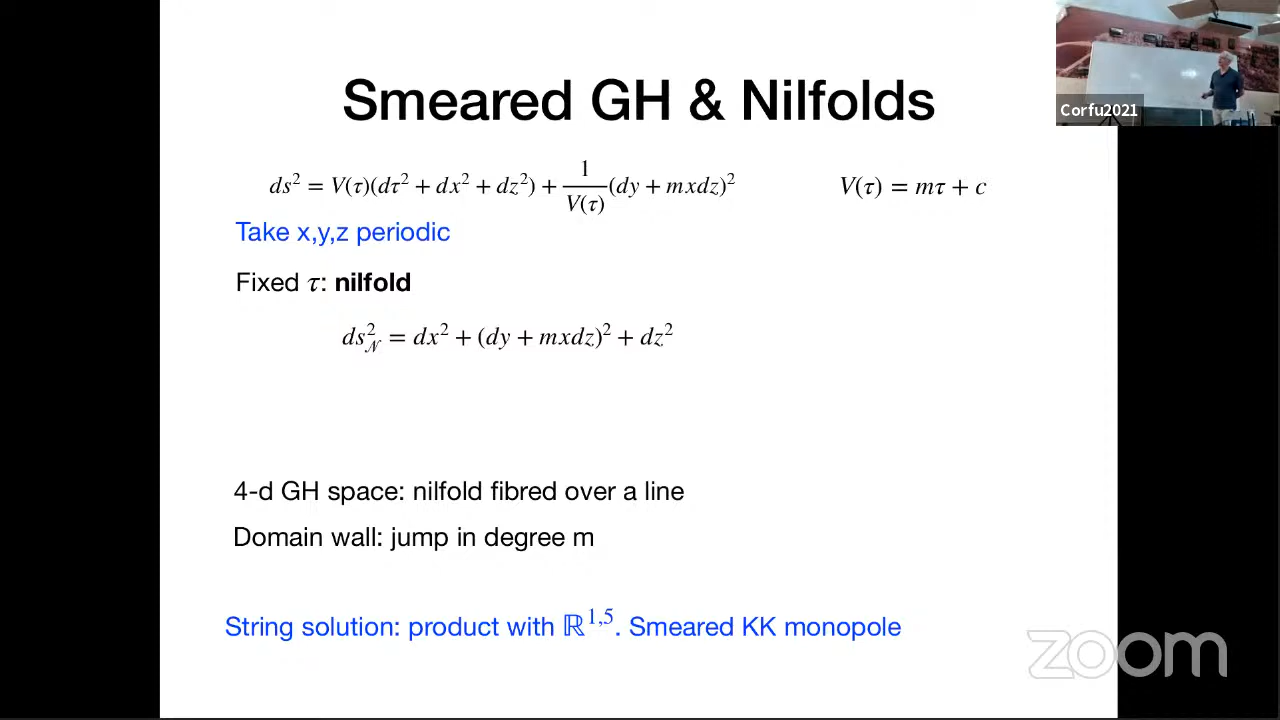 Smeared GH & Nilfolds
Corfu2021
ds² = V(τ)(dτ² + dx² + dz²) + 1/V(τ) (dy + mxdz)²    V(τ) = mτ + c
Take x,y,z periodic
Fixed τ: nilfold
ds²_𝒩 = dx² + (dy + mxdz)² + dz²
4-d GH space: nilfold fibred over a line
Domain wall: jump in degree m
String solution: product with ℝ^{1,5}. Smeared KK monopole
zoom